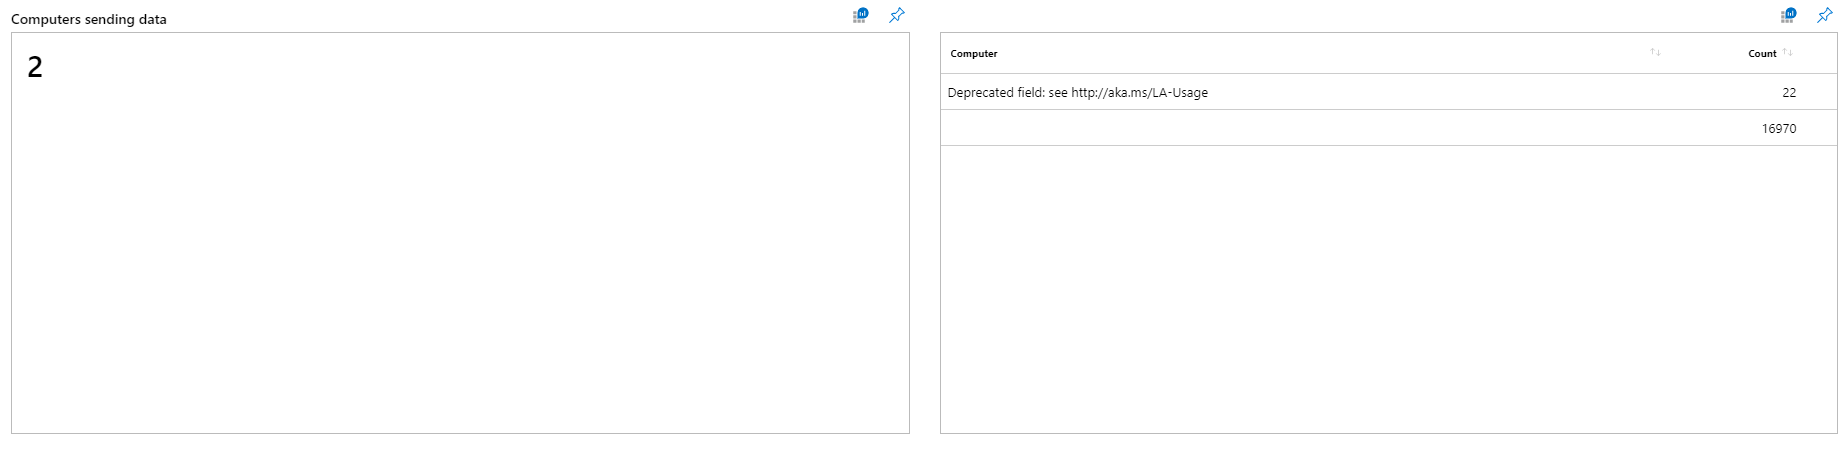 Computers sending data
2
Computer Count
Deprecated field: see http://aka.ms/LA-Usage 22
16970